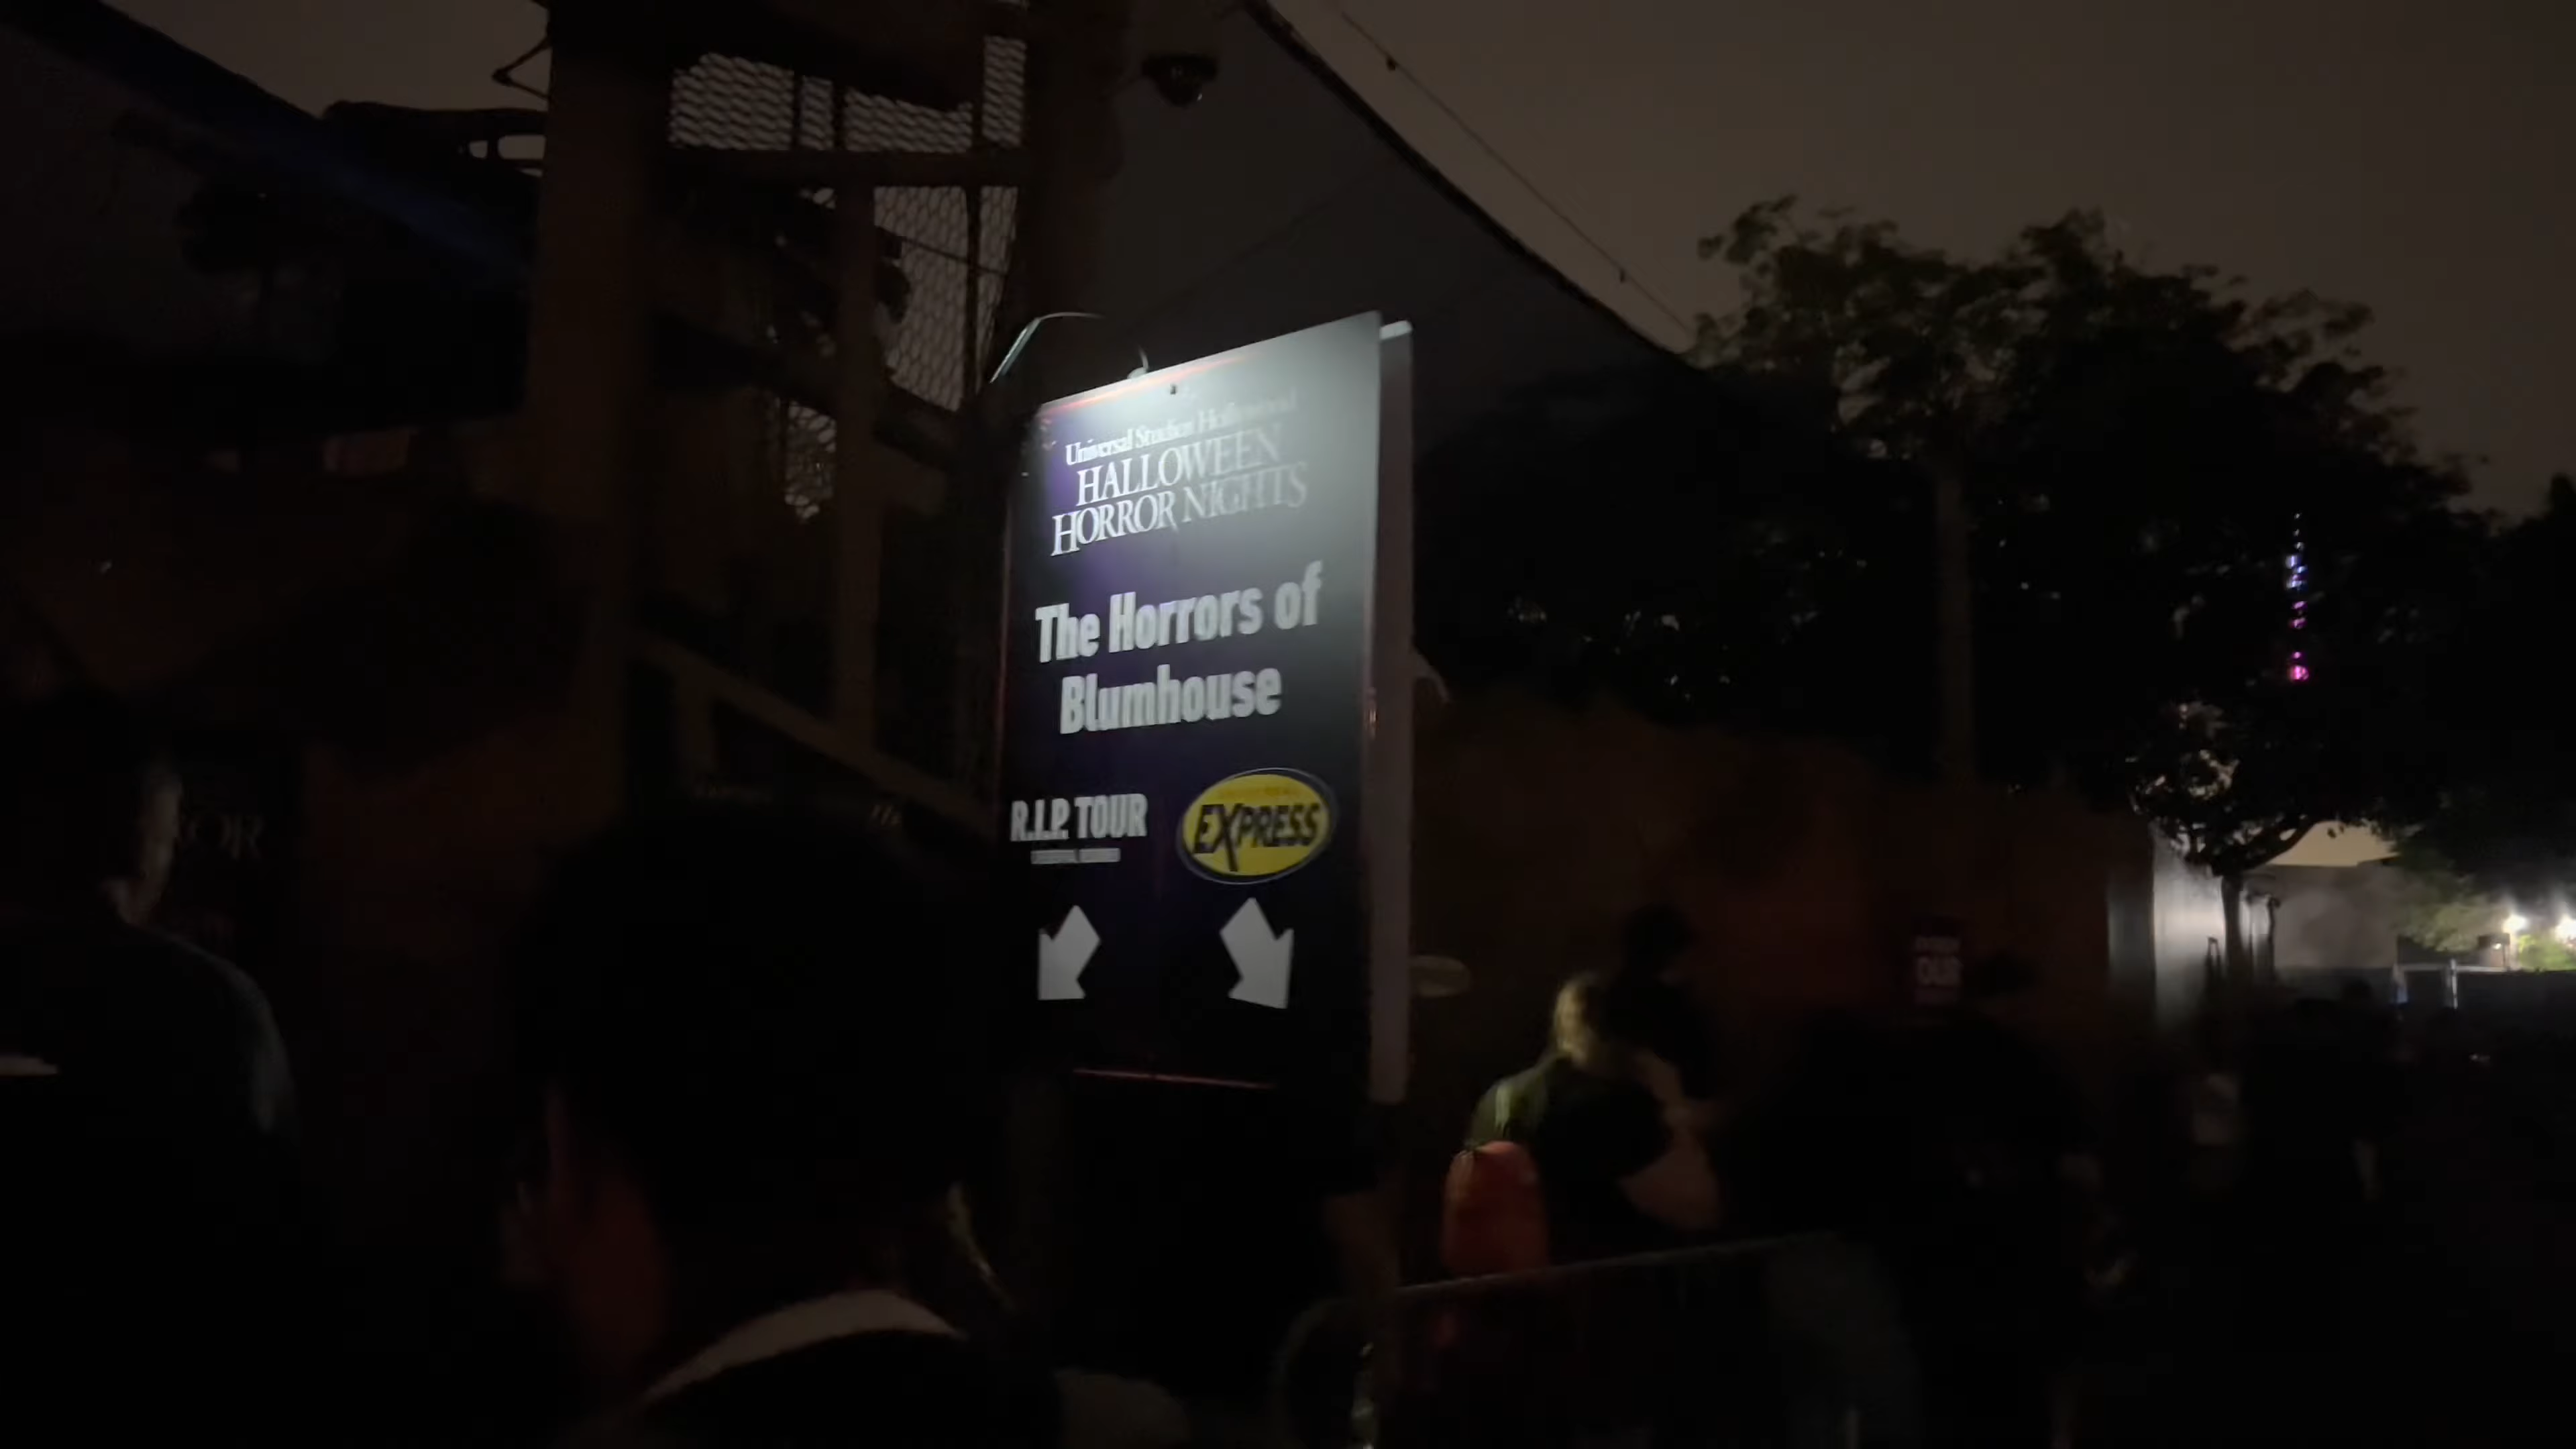 Universal Studios Hollywood
HALLOWEEN
HORROR NIGHTS
The Horrors of
Blumhouse
R.I.P. TOUR
EXPRESS